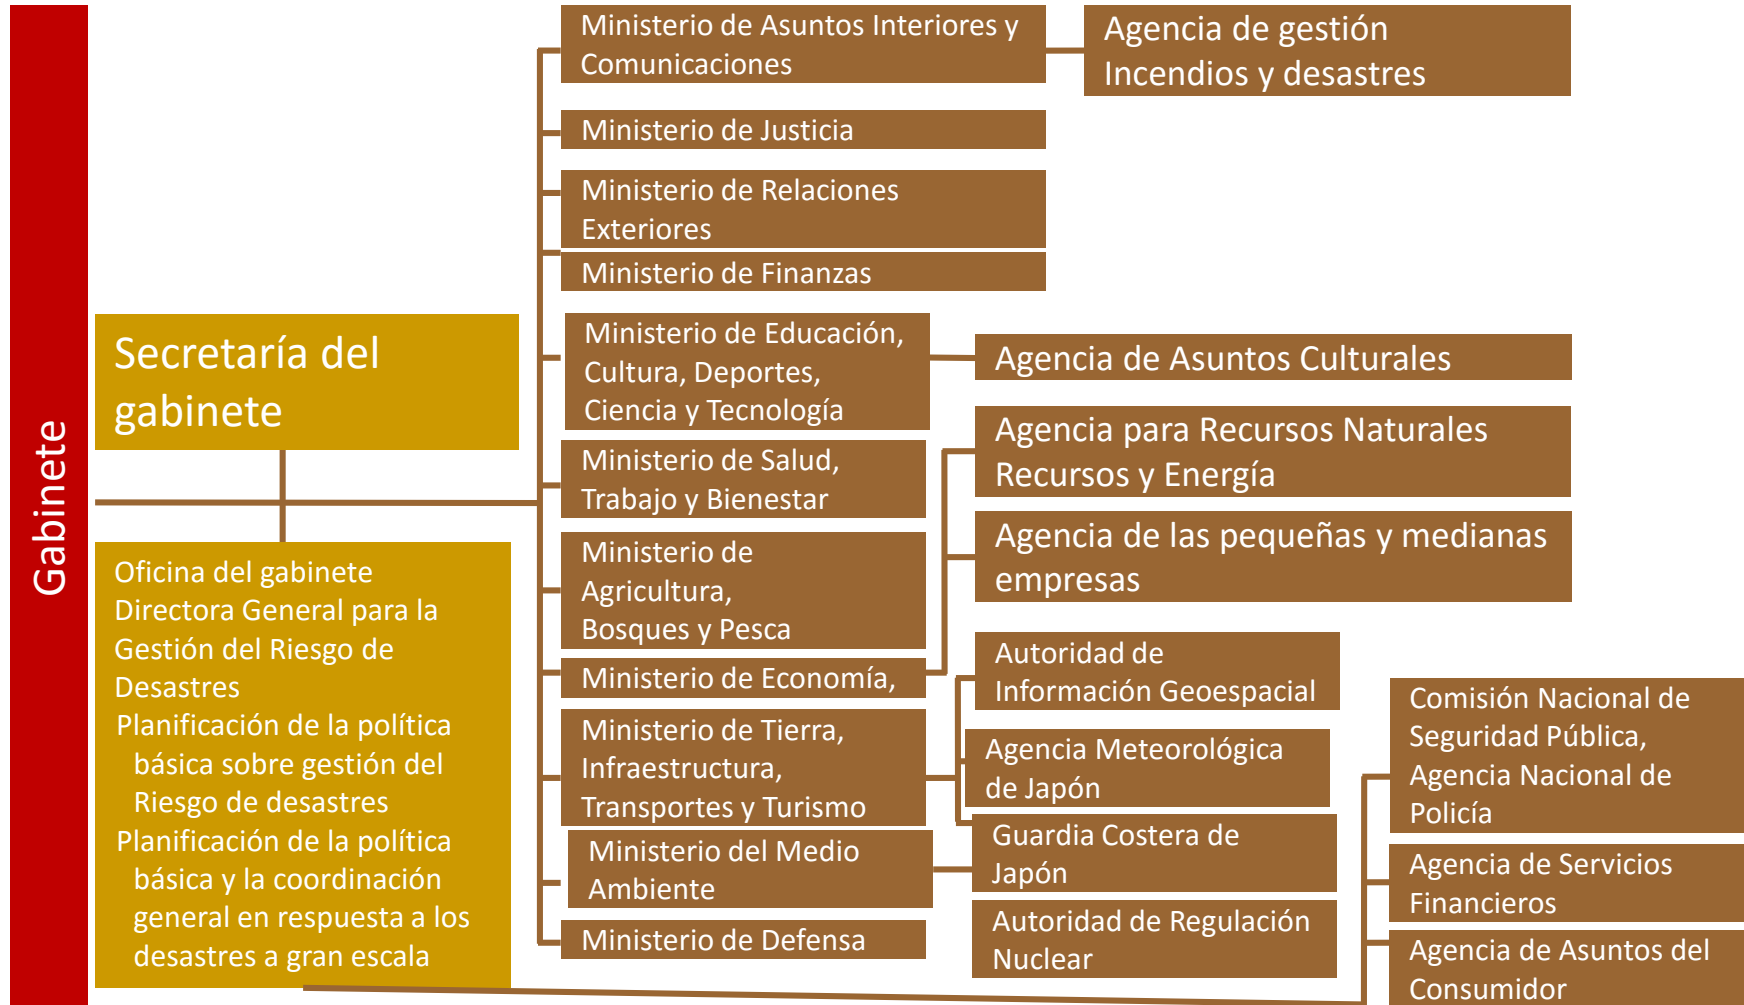 Gabinete
Secretaría del
gabinete
Oficina del gabinete
Directora General para la
Gestión del Riesgo de
Desastres
Planificación de la política
básica sobre gestión del
Riesgo de desastres
Planificación de la política
básica y la coordinación
general en respuesta a los
desastres a gran escala
Ministerio de Asuntos Interiores y
Comunicaciones
Ministerio de Justicia
Ministerio de Relaciones
Exteriores
Ministerio de Finanzas
Ministerio de Educación,
Cultura, Deportes,
Ciencia y Tecnología
Ministerio de Salud,
Trabajo y Bienestar
Ministerio de
Agricultura,
Bosques y Pesca
Ministerio de Economía,
Ministerio de Tierra,
Infraestructura,
Transportes y Turismo
Ministerio del Medio
Ambiente
Ministerio de Defensa
Agencia de gestión
Incendios y desastres
Agencia de Asuntos Culturales
Agencia para Recursos Naturales
Recursos y Energía
Agencia de las pequeñas y medianas
empresas
Autoridad de
Información Geoespacial
Agencia Meteorológica
de Japón
Guardia Costera de
Japón
Autoridad de Regulación
Nuclear
Comisión Nacional de
Seguridad Pública,
Agencia Nacional de
Policía
Agencia de Servicios
Financieros
Agencia de Asuntos del
Consumidor